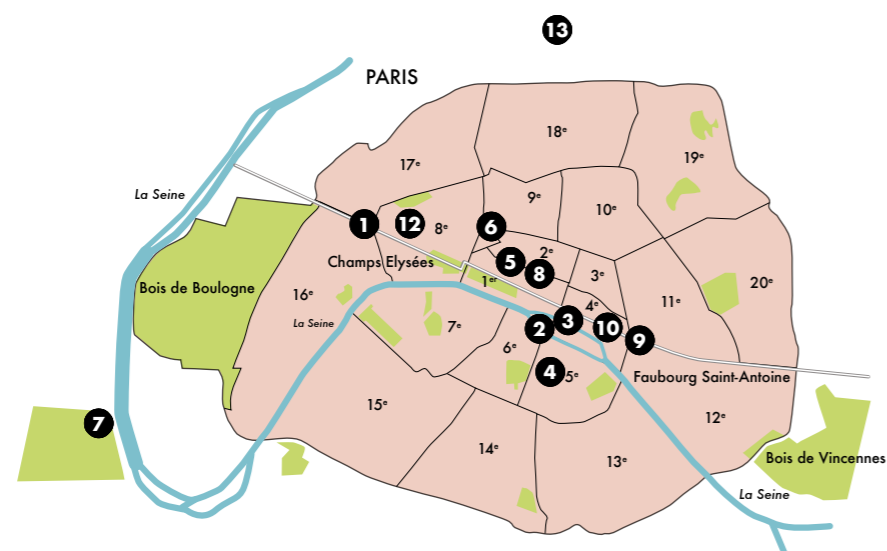 13
PARIS
18ᵉ
19ᵉ
17ᵉ
La Seine
9ᵉ
10ᵉ
1
12
8ᵉ
6
2ᵉ
Champs Elysées
5
8
3ᵉ
1ᵉʳ
20ᵉ
Bois de Boulogne
16ᵉ
11ᵉ
4ᵉ
La Seine
7ᵉ
2
3
10
9
6ᵉ
4
5ᵉ
Faubourg Saint-Antoine
15ᵉ
12ᵉ
7
14ᵉ
13ᵉ
Bois de Vincennes
La Seine